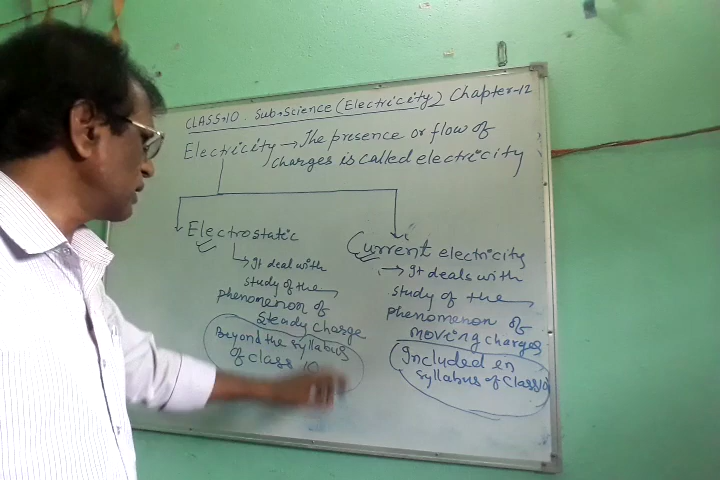 CLASS-10. Sub-Science (Electricity) Chapter-12
Electricity → The presence or flow of
charges is called electricity
Electrostatic
→ It deal with
study of the
phenomenon of
steady charge
Beyond the syllabus
of class 10
Current electricity
→ It deals with
study of the
phenomenon of
moving charges
Included in
syllabus of Class 10